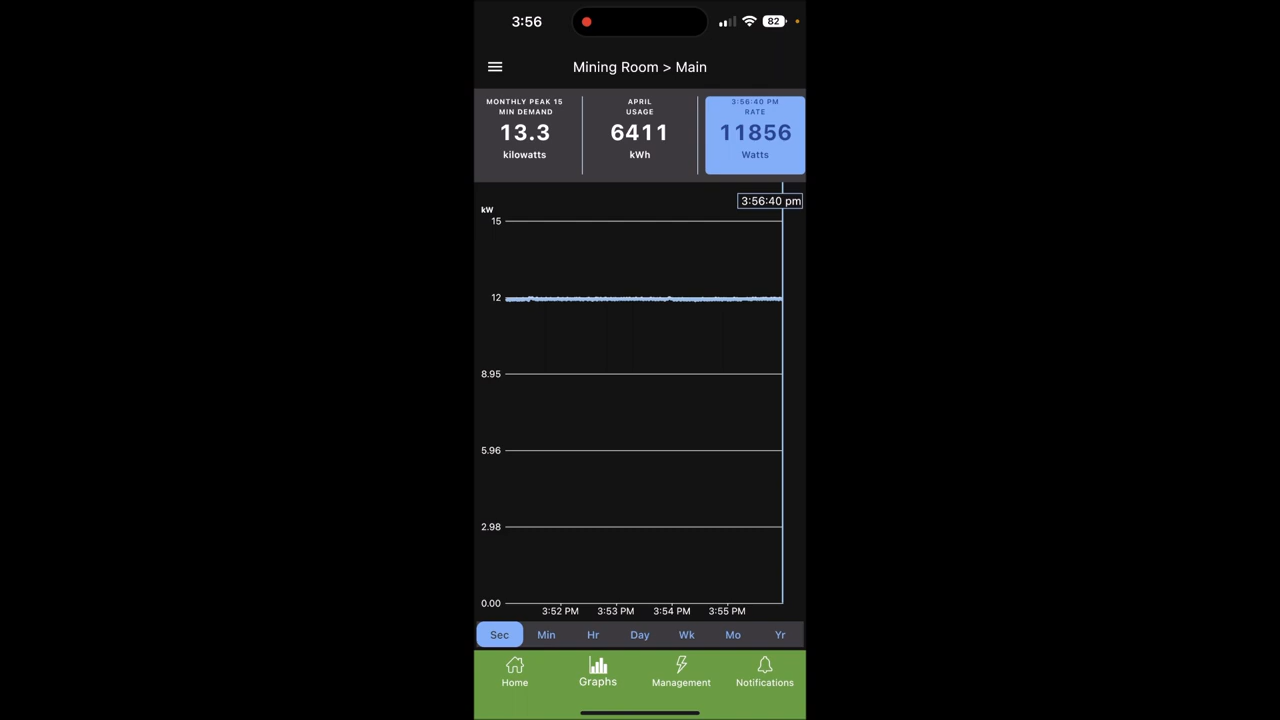 3:56
82
Mining Room > Main
MONTHLY PEAK 15
MIN DEMAND
13.3
kilowatts
APRIL
USAGE
6411
kWh
3:56:40 PM
RATE
11856
Watts
3:56:40 pm
kW
15
12
8.95
5.96
2.98
0.00
3:52 PM 3:53 PM 3:54 PM 3:55 PM
Sec Min Hr Day Wk Mo Yr
Home Graphs Management Notifications